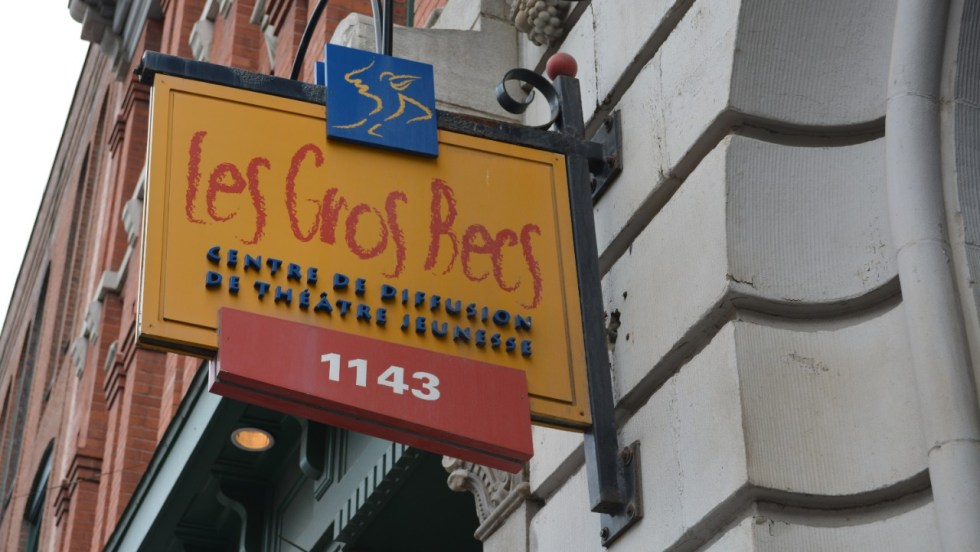 Les Gros Becs
CENTRE DE DIFFUSION
DE THÉÂTRE JEUNESSE
1143